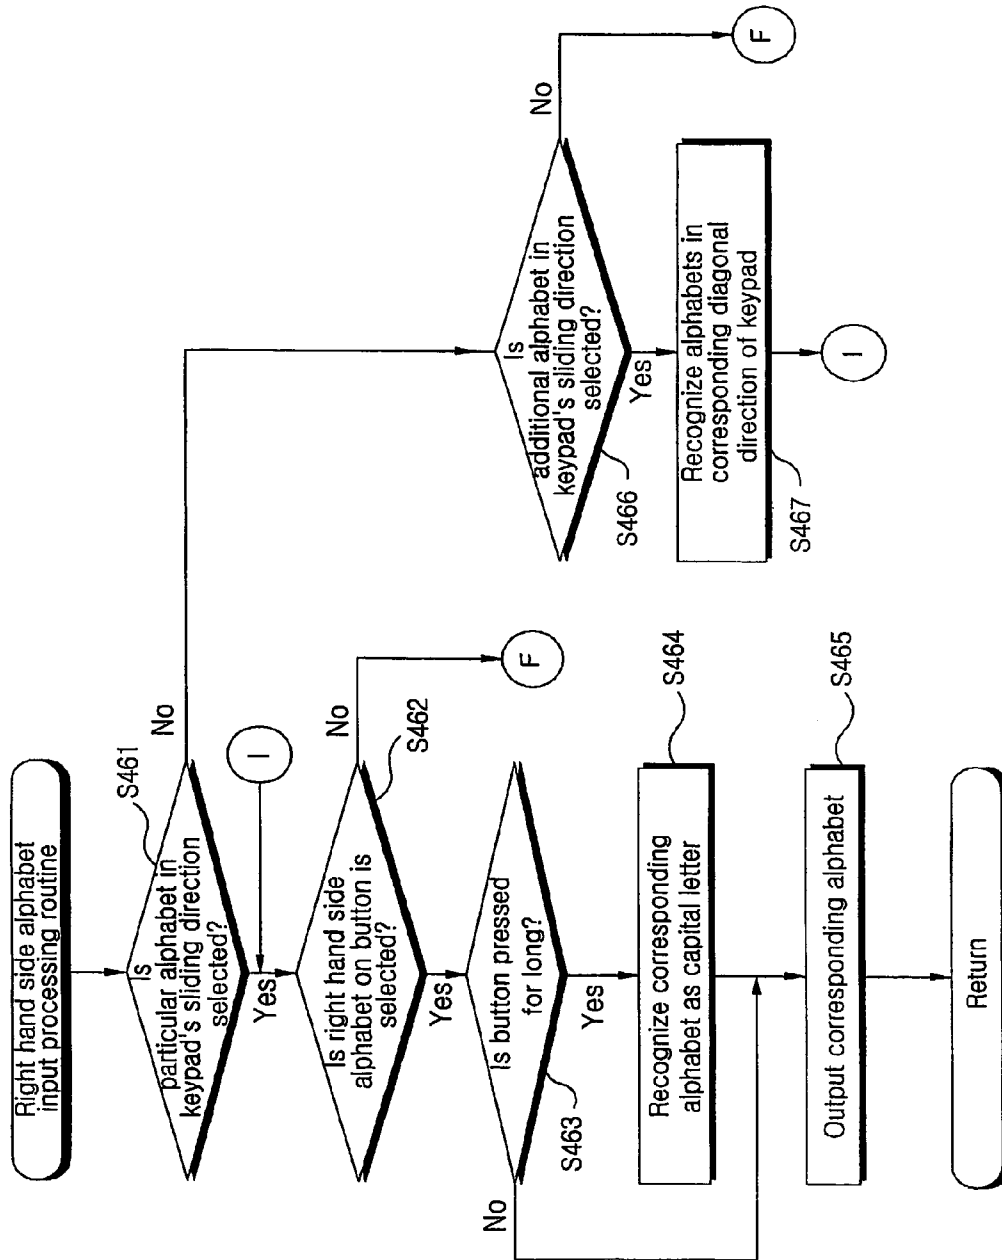 Right hand side alphabet
input processing routine
S461
Is
particular alphabet in
keypad's sliding direction
selected?
No
Yes
I
S462
Is right hand side
alphabet on button is
selected?
No
F
Yes
Is button pressed
for long?
S463
No
Yes
S464
Recognize corresponding
alphabet as capital letter
S465
Output corresponding alphabet
Return
Is
additional alphabet in
keypad's sliding direction
selected?
No
F
S466
Yes
Recognize alphabets in
corresponding diagonal
direction of keypad
S467
I